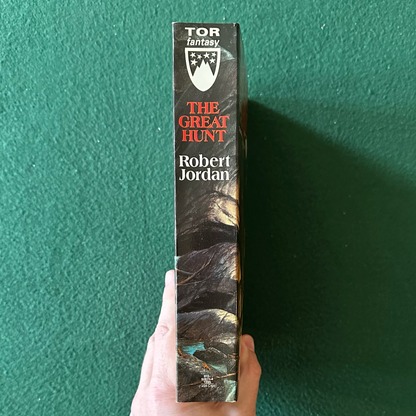 TOR
fantasy
THE
GREAT
HUNT
Robert
Jordan